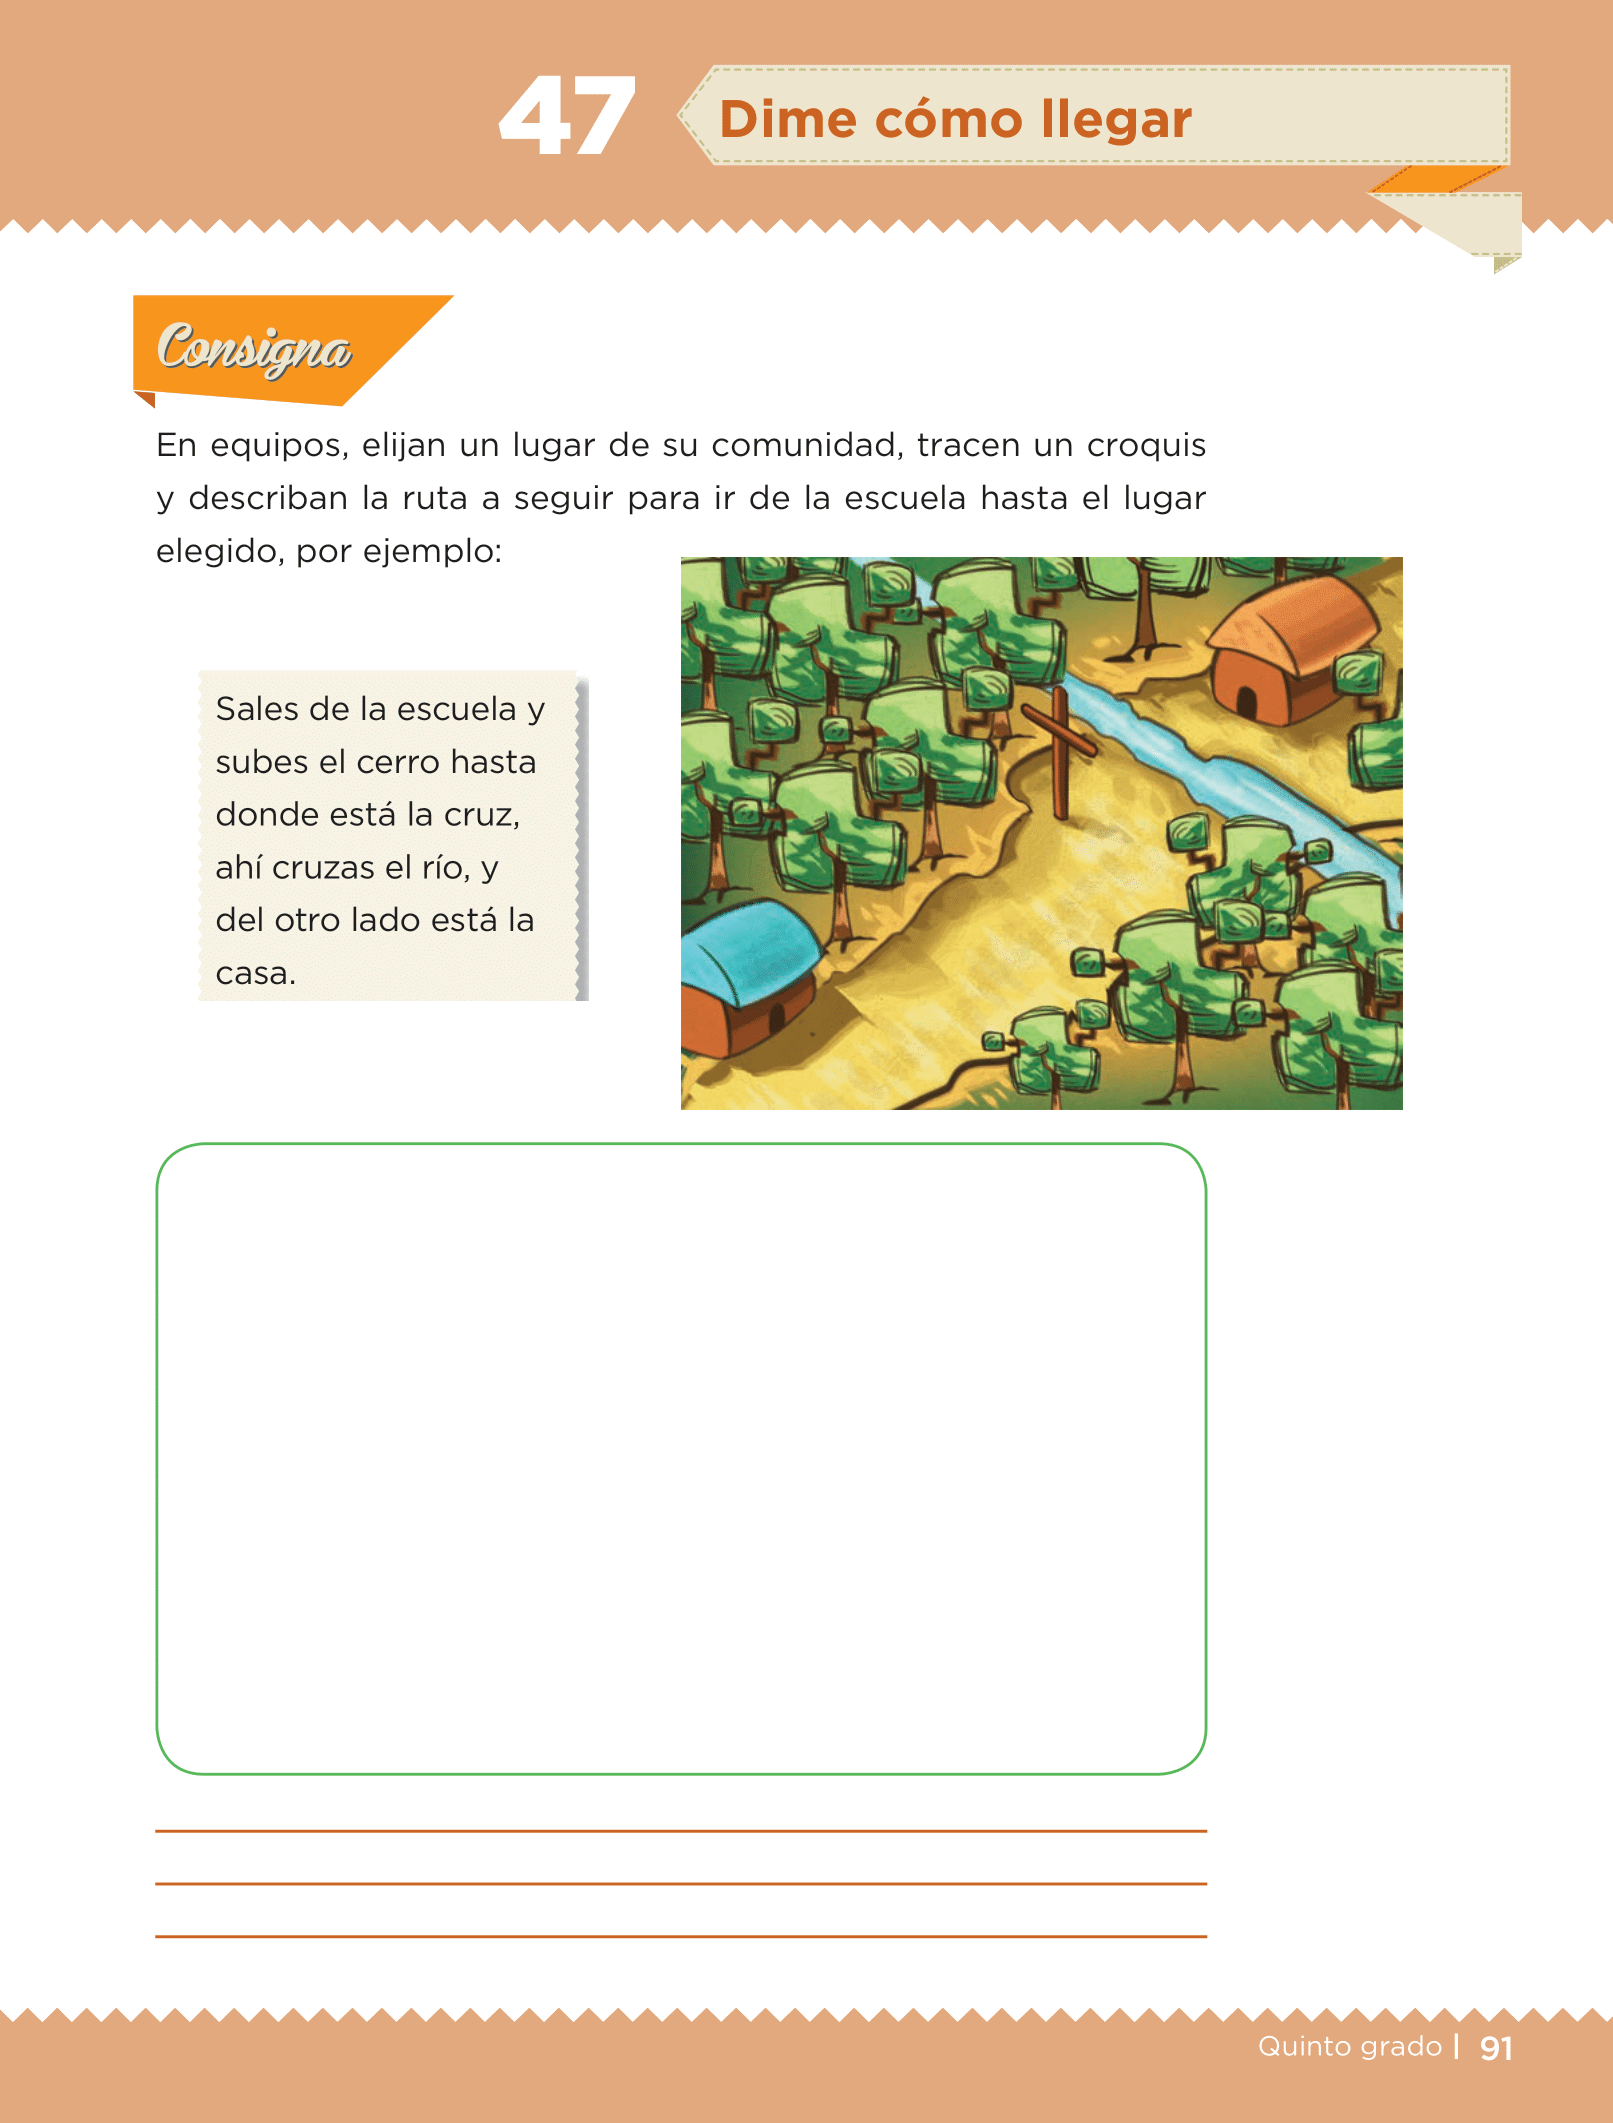 47
Dime cómo llegar
Consigna
En equipos, elijan un lugar de su comunidad, tracen un croquis
y describan la ruta a seguir para ir de la escuela hasta el lugar
elegido, por ejemplo:
Sales de la escuela y
subes el cerro hasta
donde está la cruz,
ahí cruzas el río, y
del otro lado está la
casa.
Quinto grado | 91